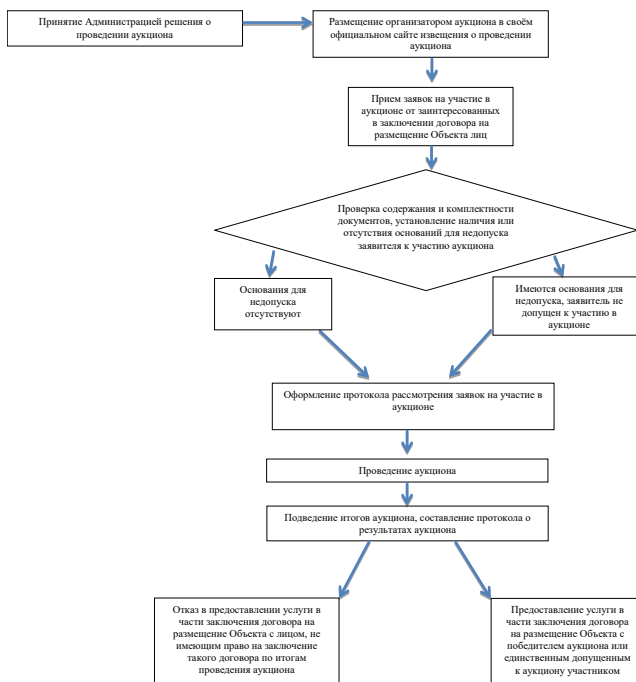 Принятие Администрацией решения о
проведении аукциона
Размещение организатором аукциона в своём
официальном сайте извещения о проведении
аукциона
Прием заявок на участие в
аукционе от заинтересованных
в заключении договора на
размещение Объекта лиц
Проверка содержания и комплектности
документов, установление наличия или
отсутствия оснований для недопуска
заявителя к участию аукциона
Основания для
недопуска
отсутствуют
Имеются основания для
недопуска, заявитель не
допущен к участию в
аукционе
Оформление протокола рассмотрения заявок на участие в
аукционе
Проведение аукциона
Подведение итогов аукциона, составление протокола о
результатах аукциона
Отказ в предоставлении услуги в
части заключения договора на
размещение Объекта с лицом, не
имеющим право на заключение
такого договора по итогам
проведения аукциона
Предоставление услуги в
части заключения договора
на размещение Объекта с
победителем аукциона или
единственным допущенным
к аукциону участником